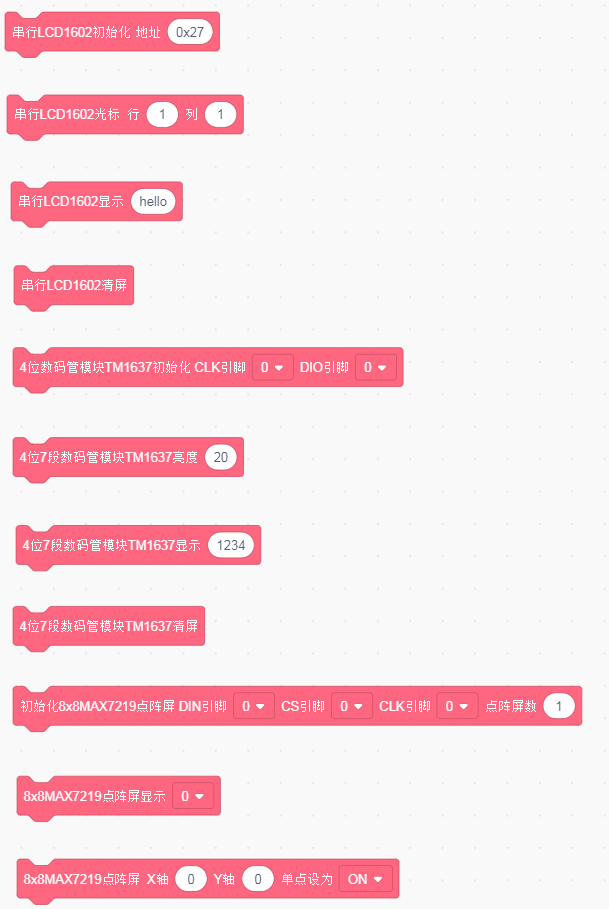 串行LCD1602初始化 地址 0x27
串行LCD1602光标 行 1 列 1
串行LCD1602显示 hello
串行LCD1602清屏
4位数码管模块TM1637初始化 CLK引脚 0 DIO引脚 0
4位7段数码管模块TM1637亮度 20
4位7段数码管模块TM1637显示 1234
4位7段数码管模块TM1637清屏
初始化8x8MAX7219点阵屏 DIN引脚 0 CS引脚 0 CLK引脚 0 点阵屏数 1
8x8MAX7219点阵屏显示 0
8x8MAX7219点阵屏 X轴 0 Y轴 0 单点设为 ON